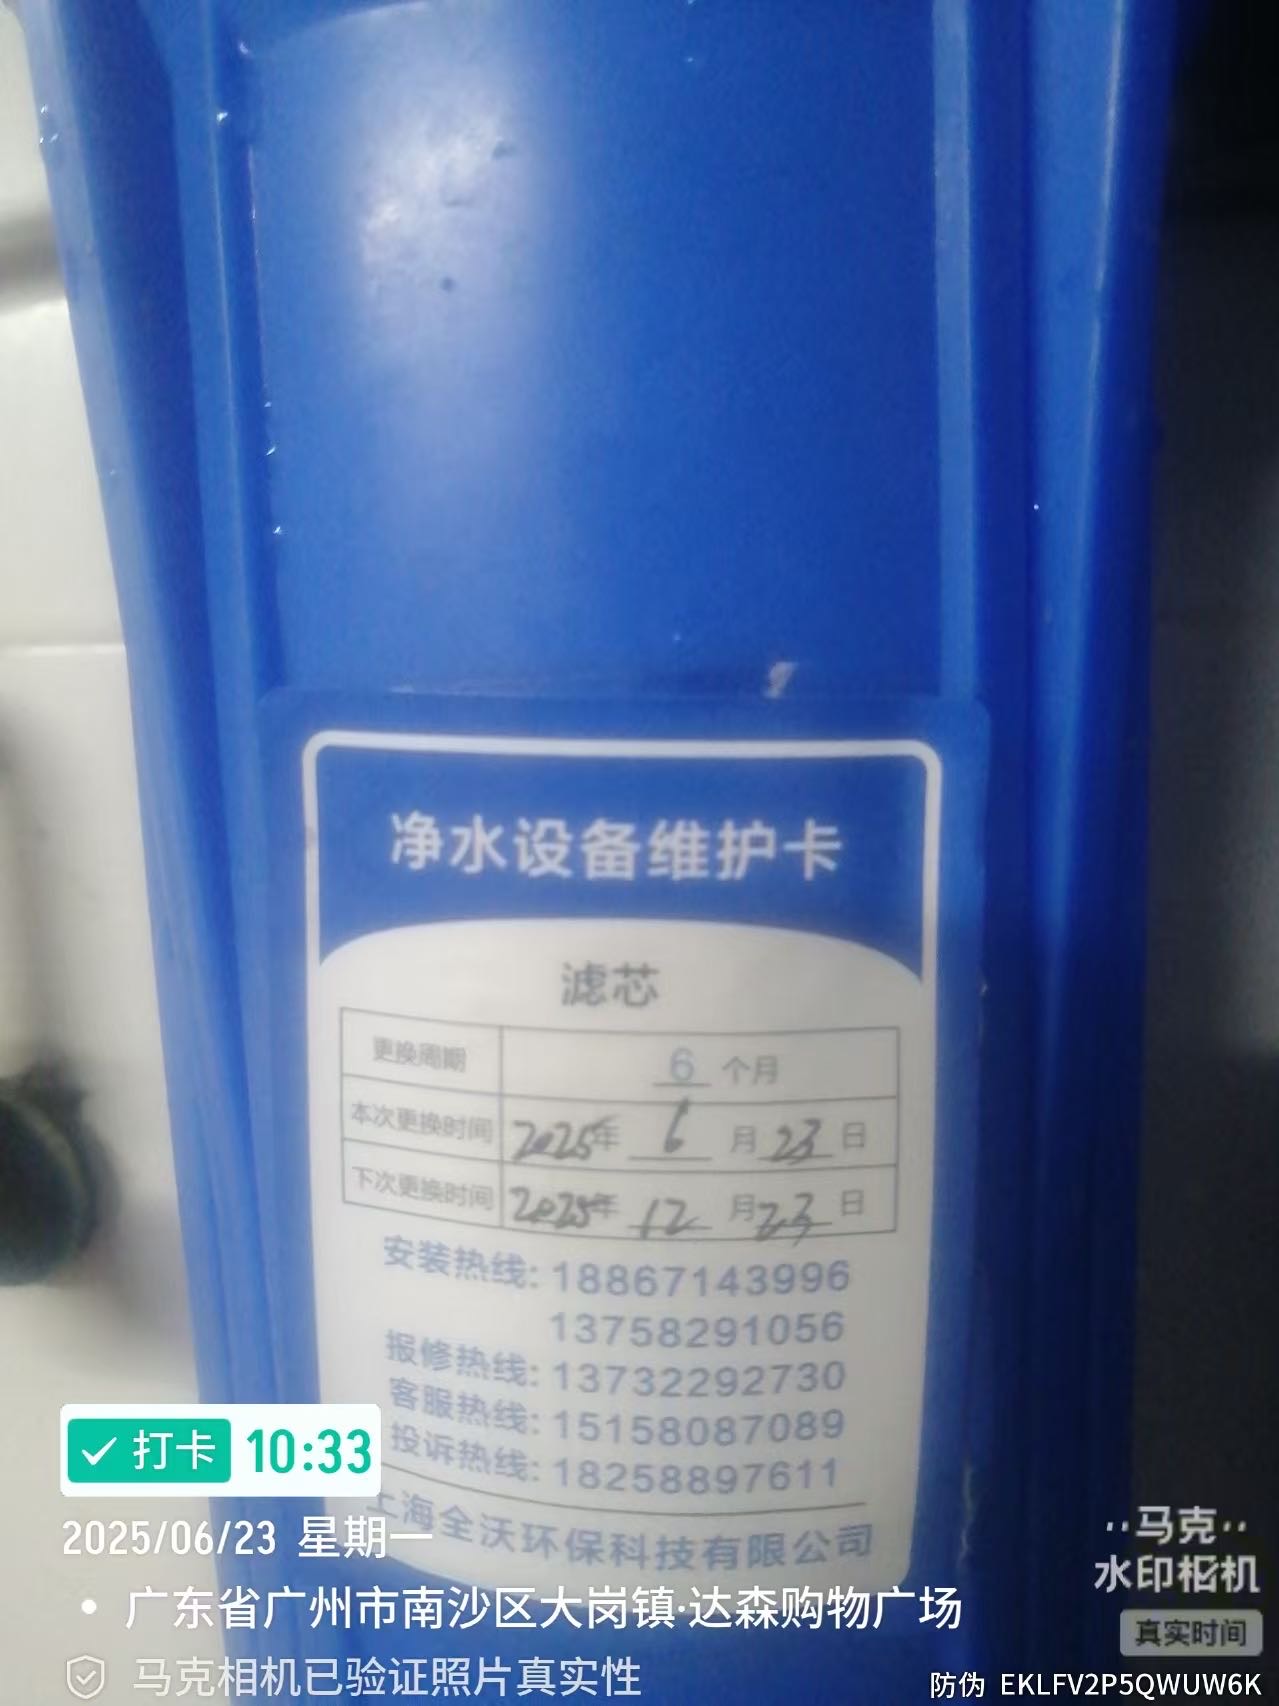 净水设备维护卡
滤芯
更换周期 6 个月
本次更换时间 2025年 6 月 23 日
下次更换时间 2025年 12 月 23 日
安装热线: 18867143996
13758291056
报修热线: 13732292730
客服热线: 15158087089
投诉热线: 18258897611
上海全沃环保科技有限公司
打卡 10:33
2025/06/23 星期一
广东省广州市南沙区大岗镇·达森购物广场
马克相机已验证照片真实性
马克
水印相机
真实时间
防伪 EKLFV2P5QWUW6K